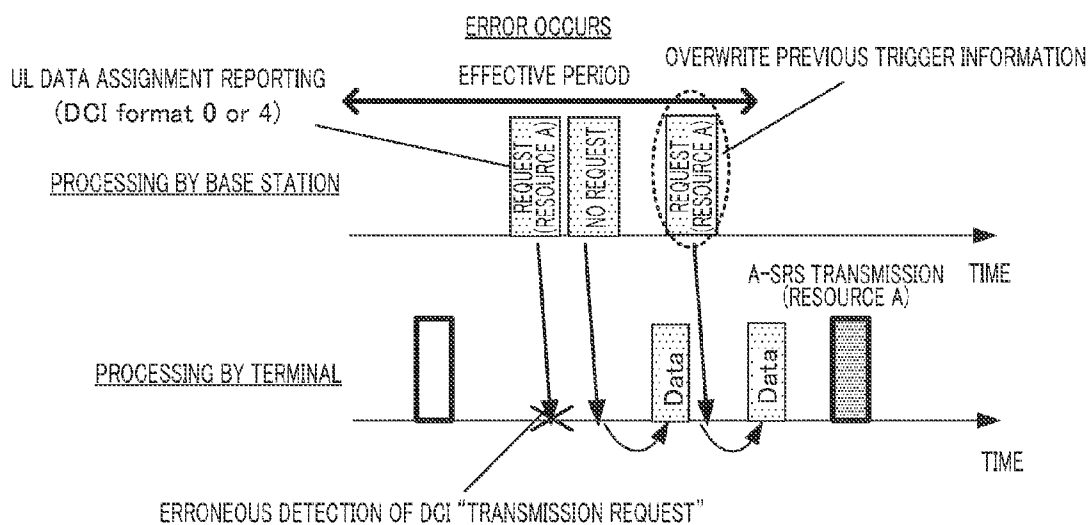 ERROR OCCURS
OVERWRITE PREVIOUS TRIGGER INFORMATION
UL DATA ASSIGNMENT REPORTING
(DCI format 0 or 4)
EFFECTIVE PERIOD
REQUEST
(RESOURCE A)
NO REQUEST
REQUEST
(RESOURCE A)
PROCESSING BY BASE STATION
TIME
A-SRS TRANSMISSION
(RESOURCE A)
PROCESSING BY TERMINAL
Data
Data
TIME
ERRONEOUS DETECTION OF DCI "TRANSMISSION REQUEST"